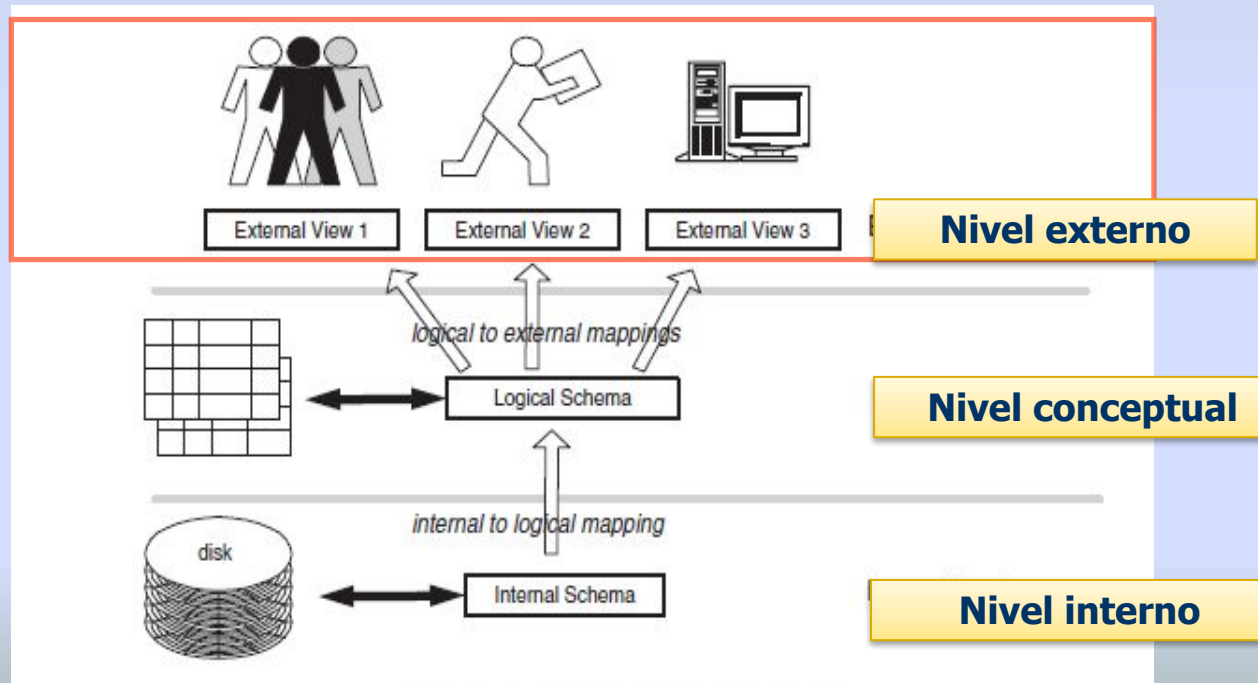 External View 1
External View 2
External View 3
Nivel externo
logical to external mappings
Logical Schema
Nivel conceptual
internal to logical mapping
disk
Internal Schema
Nivel interno